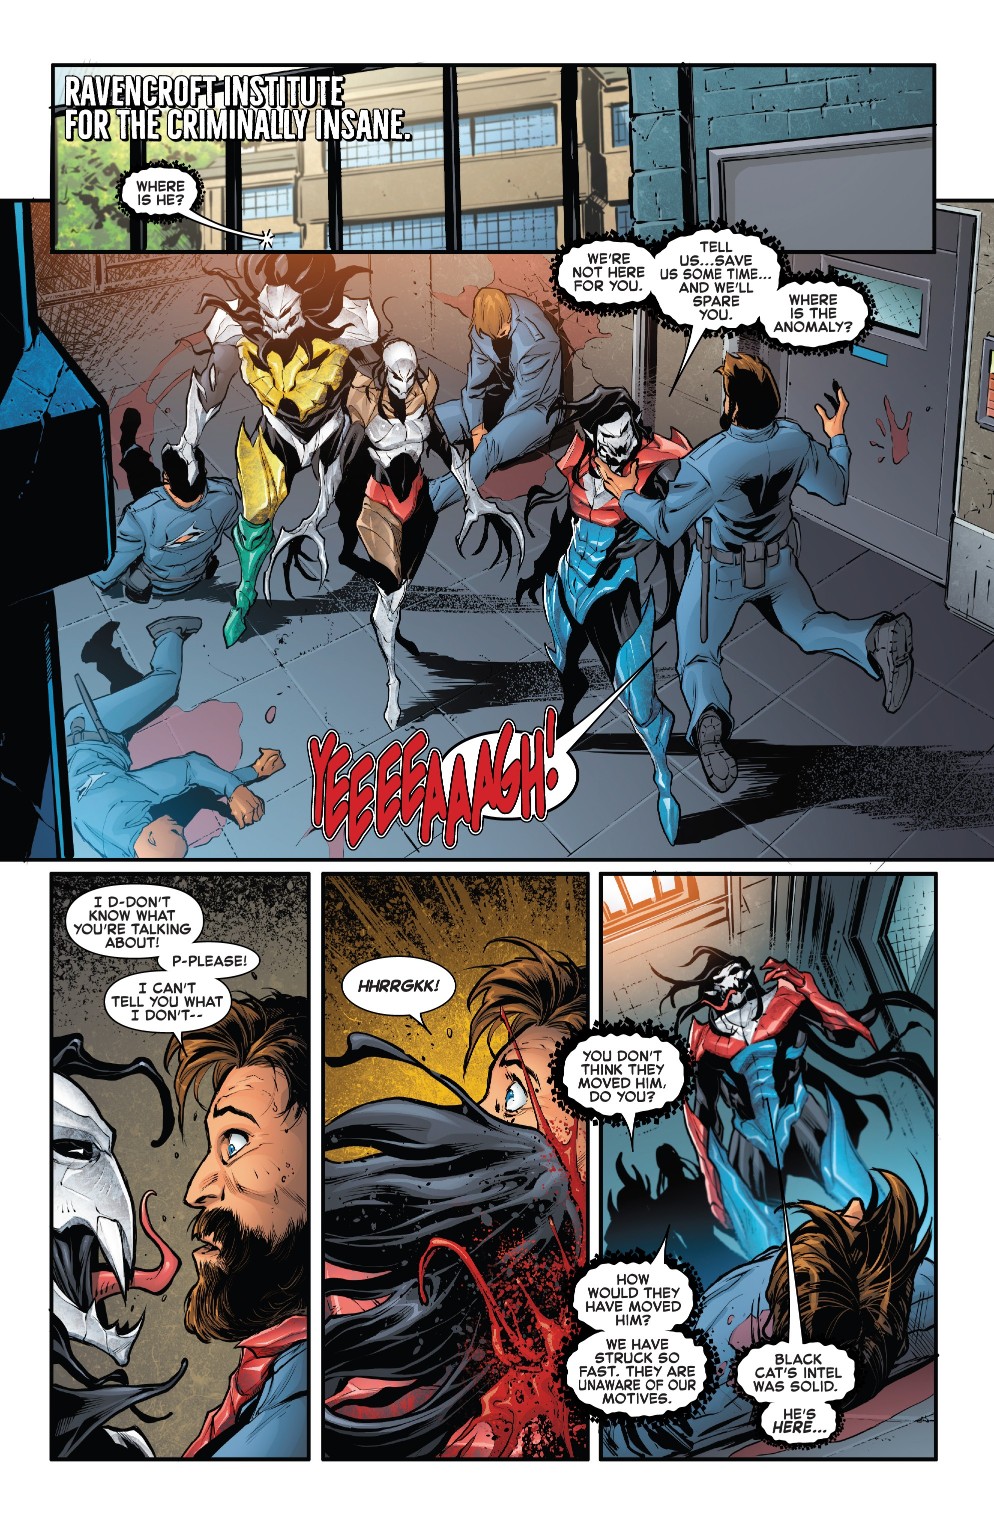 RAVENCROFT INSTITUTE
FOR THE CRIMINALLY INSANE.
WHERE
IS HE?
WE'RE
NOT HERE
FOR YOU.
TELL
US...SAVE
US SOME TIME...
AND WE'LL
SPARE
YOU.
WHERE
IS THE
ANOMALY?
YEEEEEAAAGH!
I D-DON'T
KNOW WHAT
YOU'RE TALKING
ABOUT!
P-PLEASE!
I CAN'T
TELL YOU WHAT
I DON'T--
HHRRGKK!
YOU DON'T
THINK THEY
MOVED HIM,
DO YOU?
HOW
WOULD THEY
HAVE MOVED
HIM?
WE HAVE
STRUCK SO
FAST. THEY ARE
UNAWARE OF OUR
MOTIVES.
BLACK
CAT'S INTEL
WAS SOLID.
HE'S
HERE...